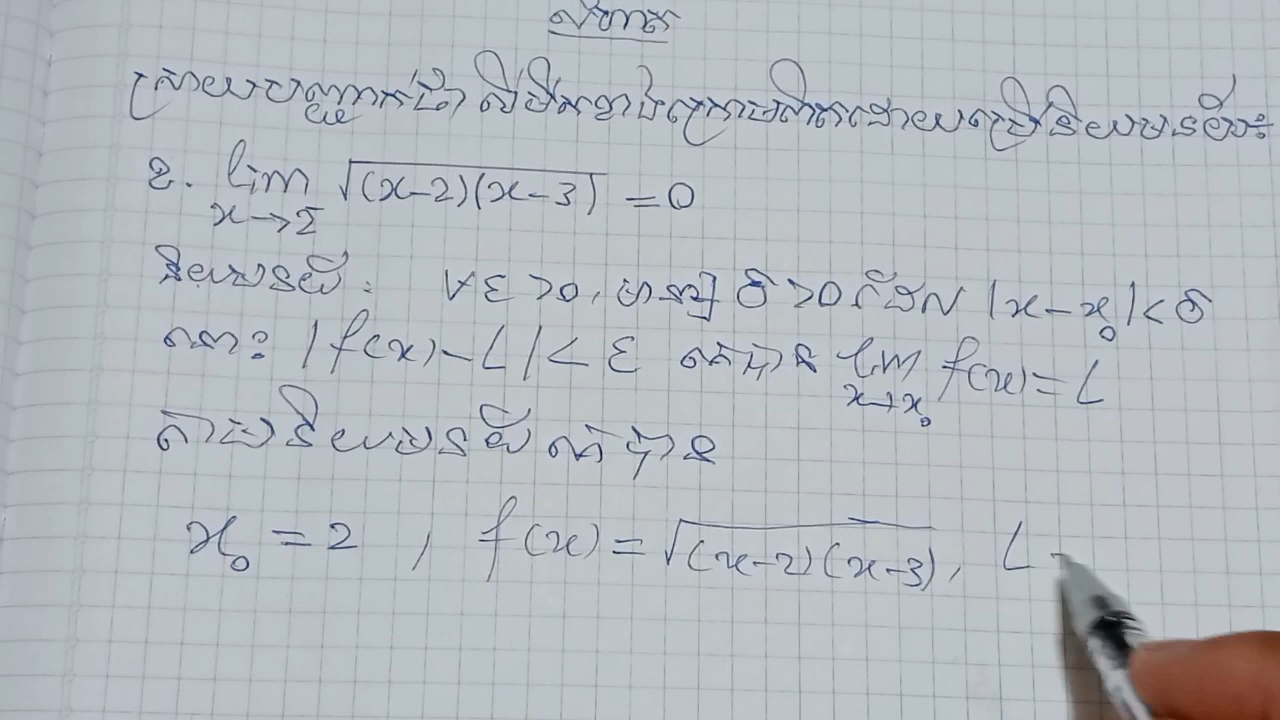 លំហាត់
ស្រាយបញ្ជាក់ថា លីមីតខាងក្រោមពិតដោយប្រើនិយមន័យ៖
2. lim x→2⁻ √(x-2)(x-3) = 0
និយមន័យ : ∀ε >0, មាន δ >0 ដែល |x-x₀|<δ
នោះ |f(x)-L|<ε គេបាន lim x→x₀ f(x)=L
តាមនិយមន័យ គេបាន
x₀ = 2 , f(x) = √(x-2)(x-3), L